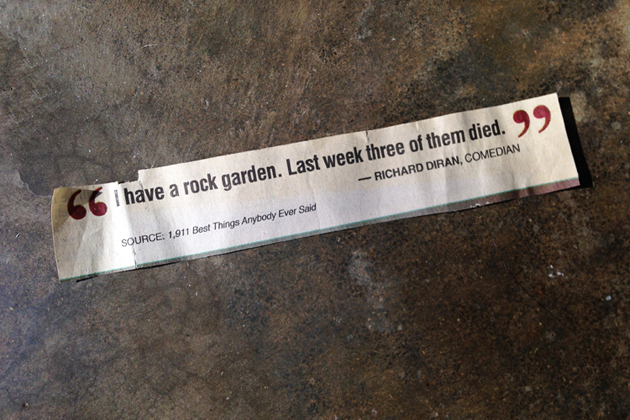 “I have a rock garden. Last week three of them died.”
— RICHARD DIRAN, COMEDIAN
SOURCE: 1,911 Best Things Anybody Ever Said